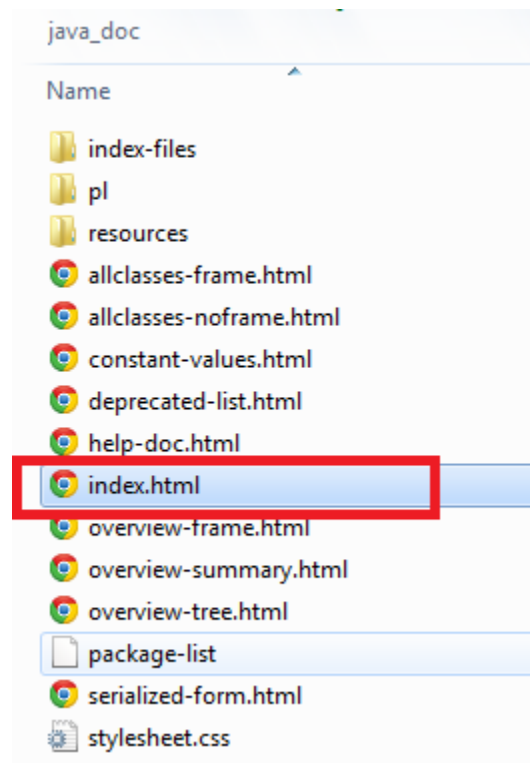 java_doc
Name
index-files
pl
resources
allclasses-frame.html
allclasses-noframe.html
constant-values.html
deprecated-list.html
help-doc.html
index.html
overview-frame.html
overview-summary.html
overview-tree.html
package-list
serialized-form.html
stylesheet.css